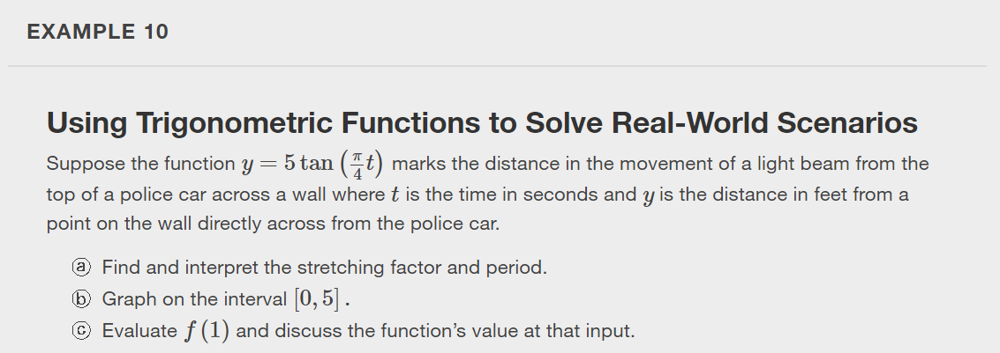 EXAMPLE 10
Using Trigonometric Functions to Solve Real-World Scenarios
Suppose the function y = 5 tan (π/4 t) marks the distance in the movement of a light beam from the
top of a police car across a wall where t is the time in seconds and y is the distance in feet from a
point on the wall directly across from the police car.
ⓐ Find and interpret the stretching factor and period.
ⓑ Graph on the interval [0, 5].
ⓒ Evaluate f (1) and discuss the function’s value at that input.